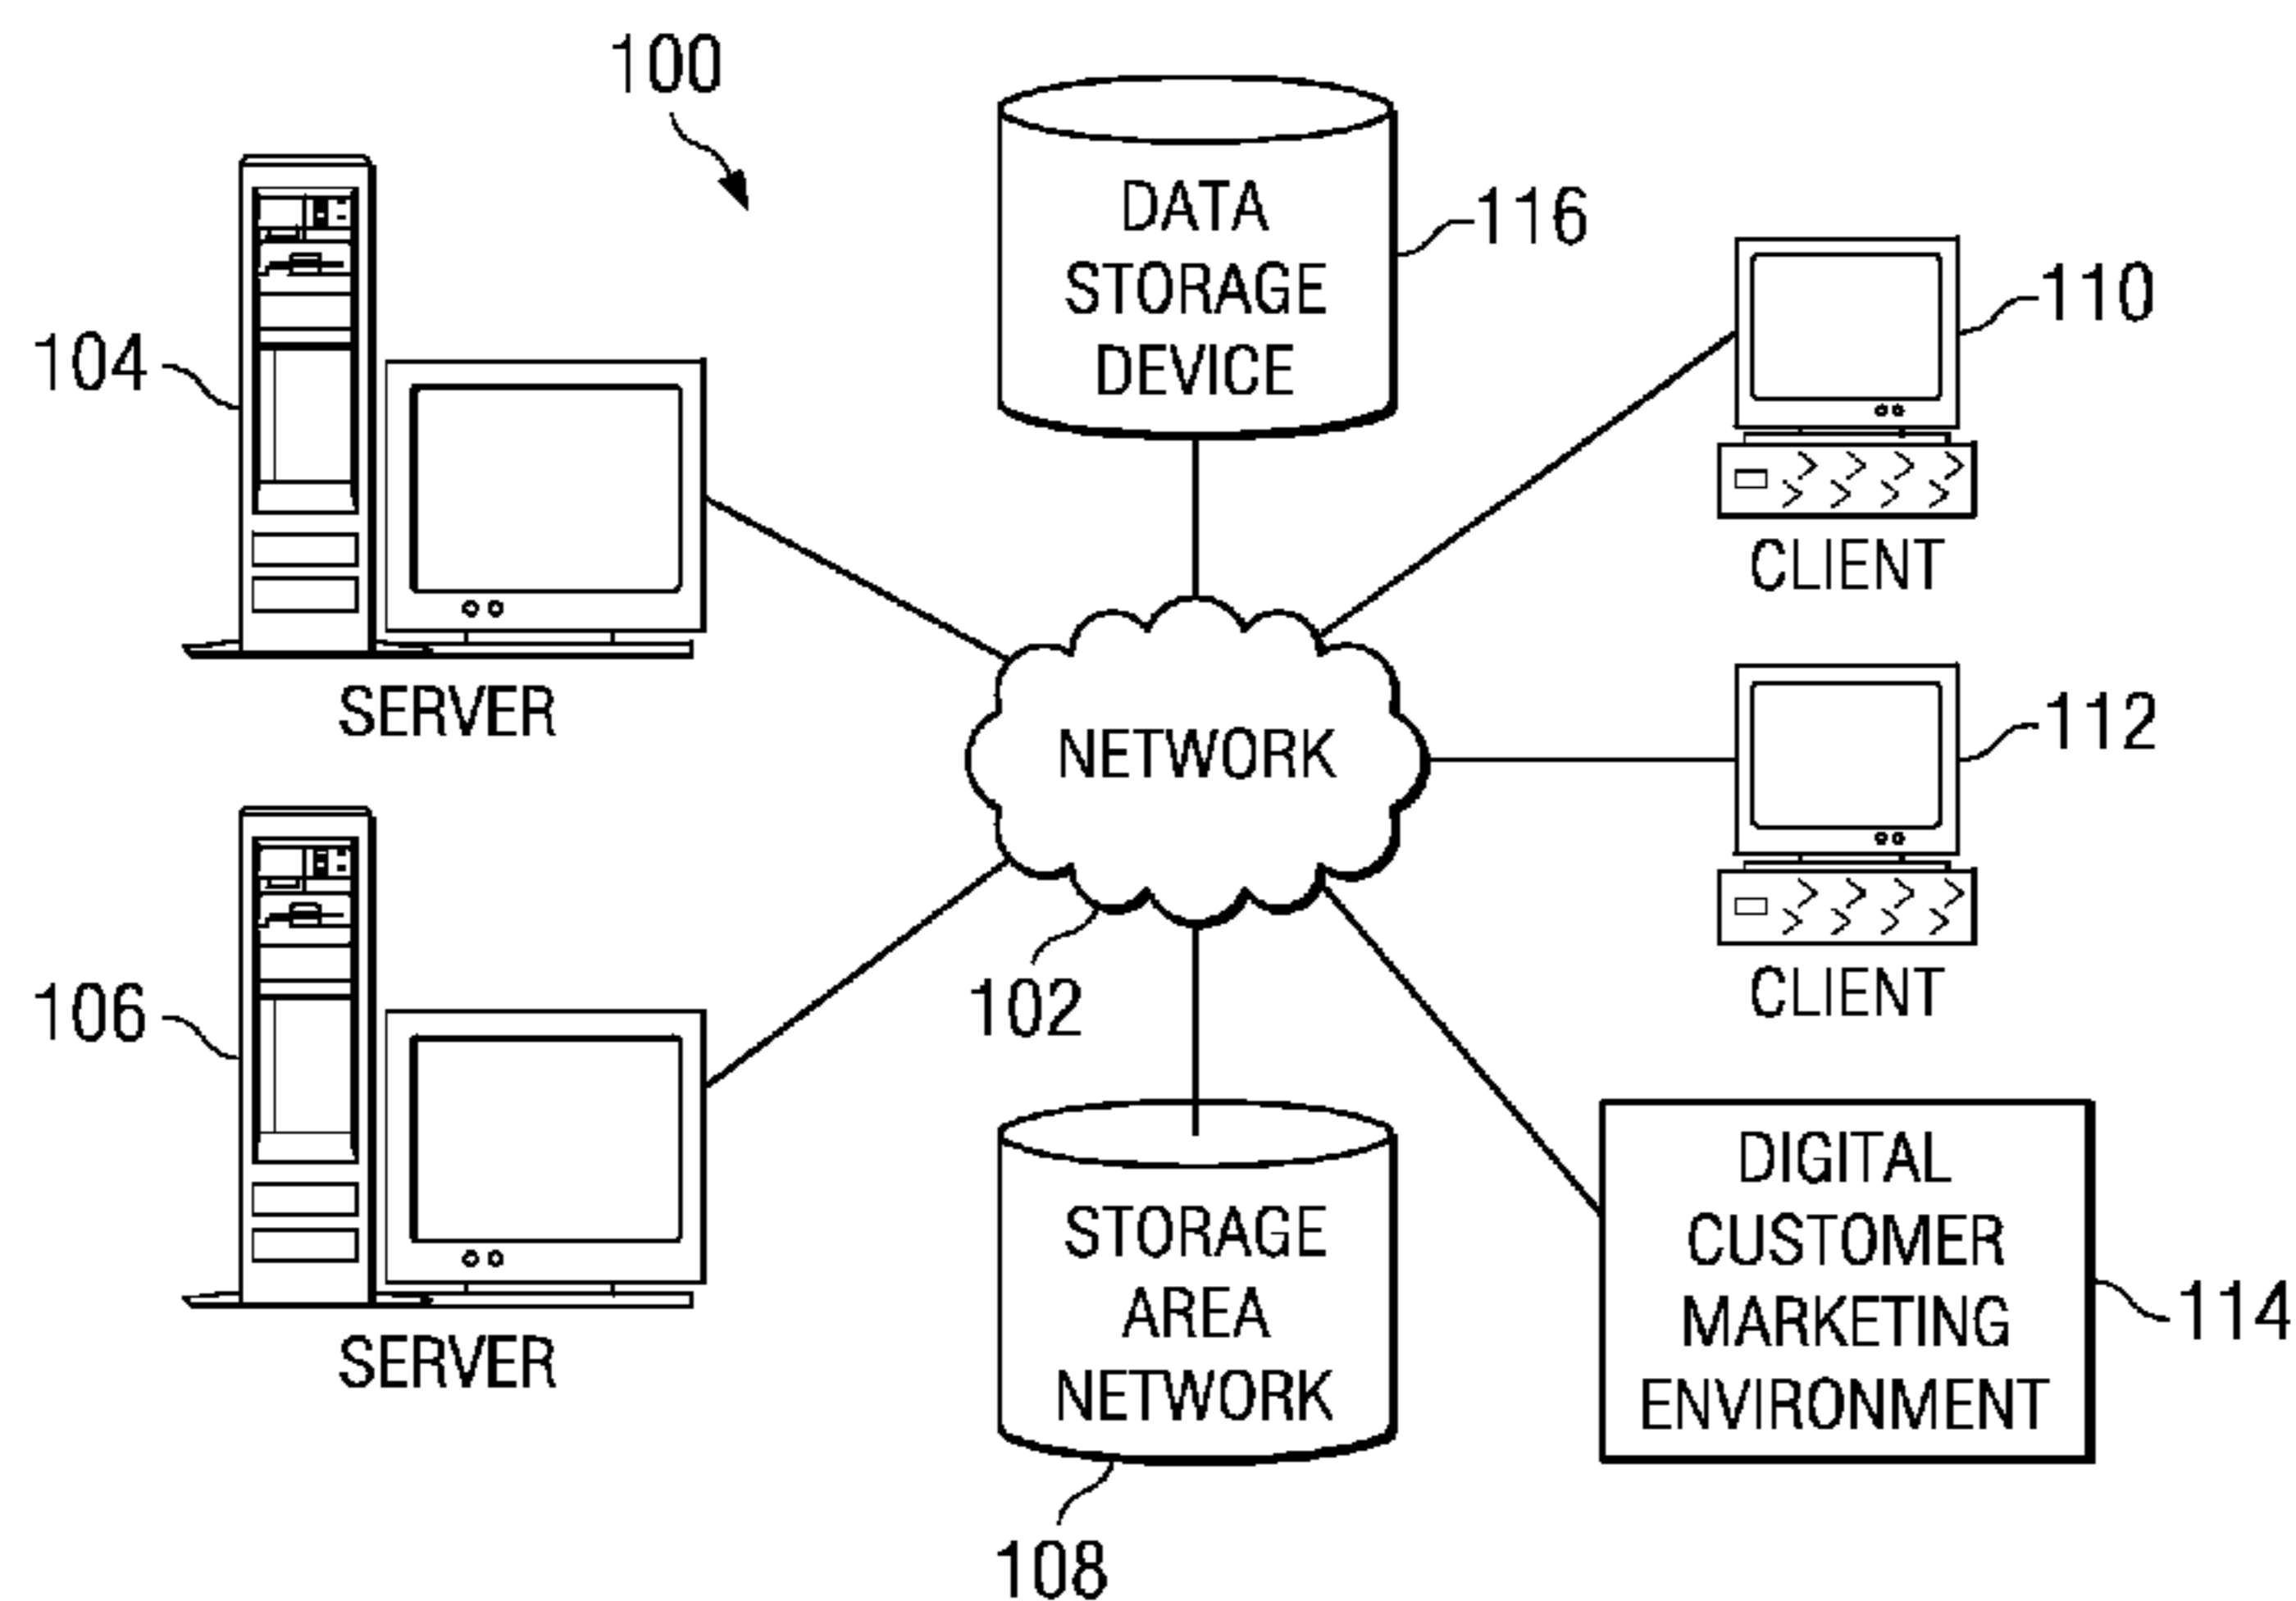 100
DATA
STORAGE
DEVICE
116
110
104
CLIENT
SERVER
NETWORK
112
106
102
CLIENT
SERVER
STORAGE
AREA
NETWORK
108
DIGITAL
CUSTOMER
MARKETING
ENVIRONMENT
114